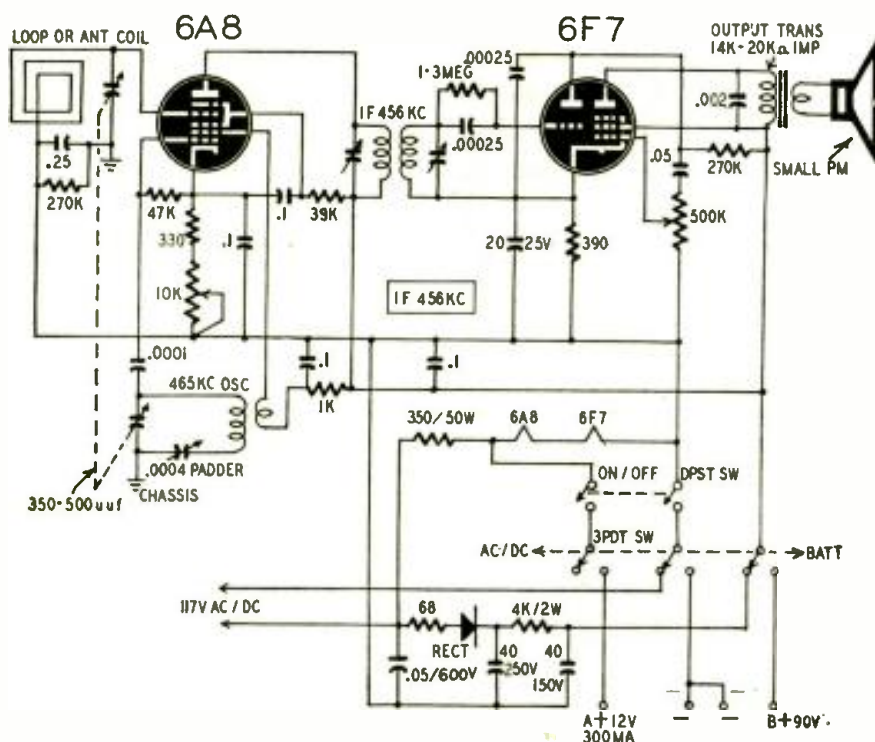 6A8
6F7
LOOP OR ANT COIL
OUTPUT TRANS
14K-20KΩ IMP
.00025
1.3MEG
1F 456KC
.00025
.002
.25
270K
.05
270K
SMALL PM
47K
.1
39K
330
.1
20
25V
390
500K
10K
1F 456KC
.0001
.1
.1
465KC OSC
1K
350/50W
6A8
6F7
.0004 PADDER
ON/OFF
DPST SW
350-500uuf
CHASSIS
3PDT SW
AC/DC
BATT
117V AC/DC
68
4K/2W
RECT
40
250V
40
150V
.05/600V
A+12V
300MA
B+90V